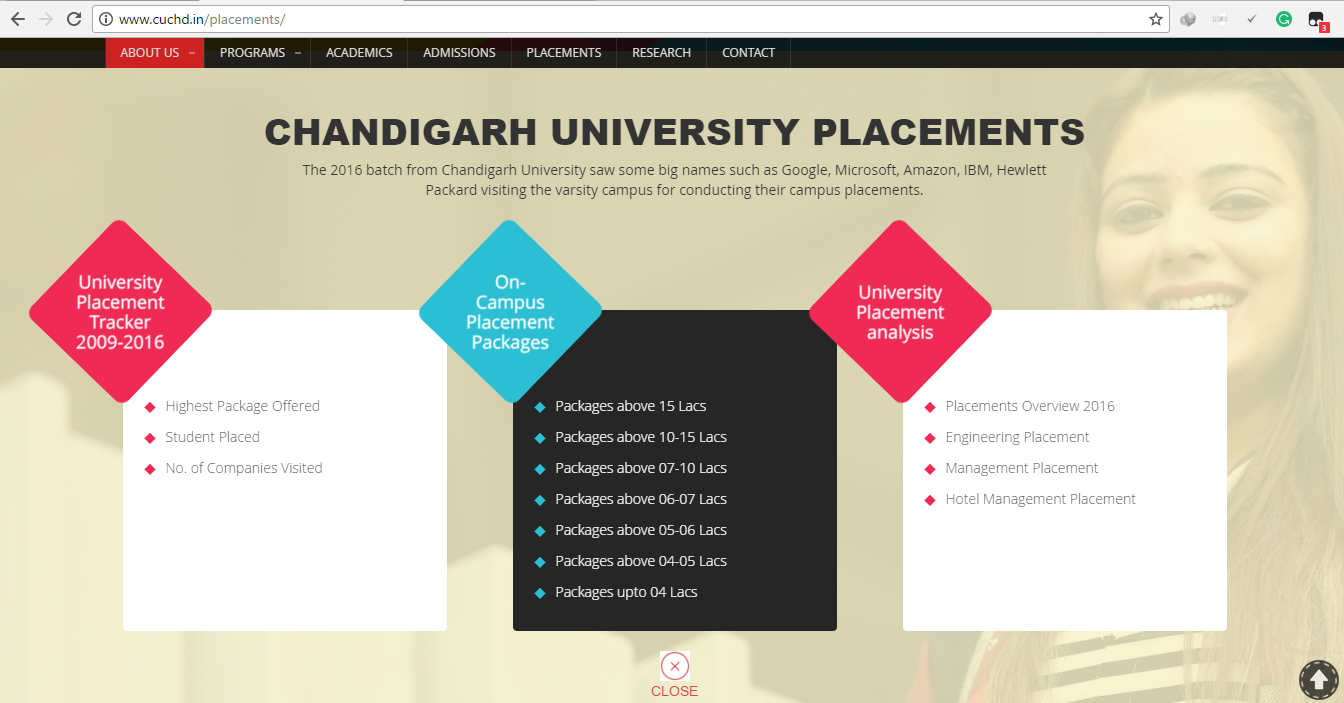 www.cuchd.in/placements/
3
ABOUT US –
PROGRAMS –
ACADEMICS
ADMISSIONS
PLACEMENTS
RESEARCH
CONTACT
CHANDIGARH UNIVERSITY PLACEMENTS
The 2016 batch from Chandigarh University saw some big names such as Google, Microsoft, Amazon, IBM, Hewlett
Packard visiting the varsity campus for conducting their campus placements.
University
Placement
Tracker
2009-2016
Highest Package Offered
Student Placed
No. of Companies Visited
On-
Campus
Placement
Packages
Packages above 15 Lacs
Packages above 10-15 Lacs
Packages above 07-10 Lacs
Packages above 06-07 Lacs
Packages above 05-06 Lacs
Packages above 04-05 Lacs
Packages upto 04 Lacs
University
Placement
analysis
Placements Overview 2016
Engineering Placement
Management Placement
Hotel Management Placement
CLOSE